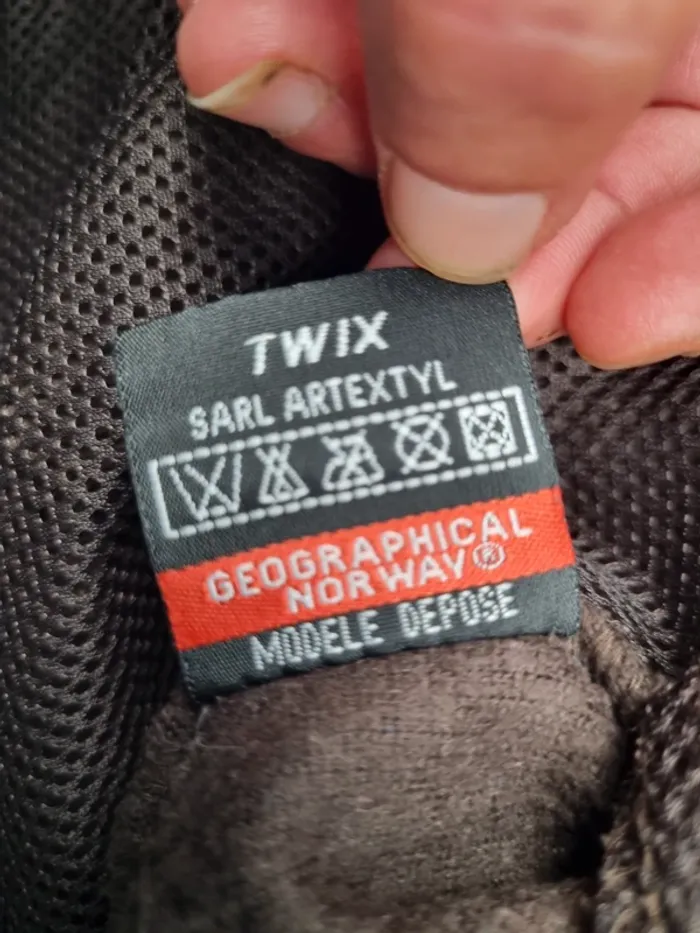 TWIX
SARL ARTEXTYL
GEOGRAPHICAL
NORWAY®
MODELE DEPOSE